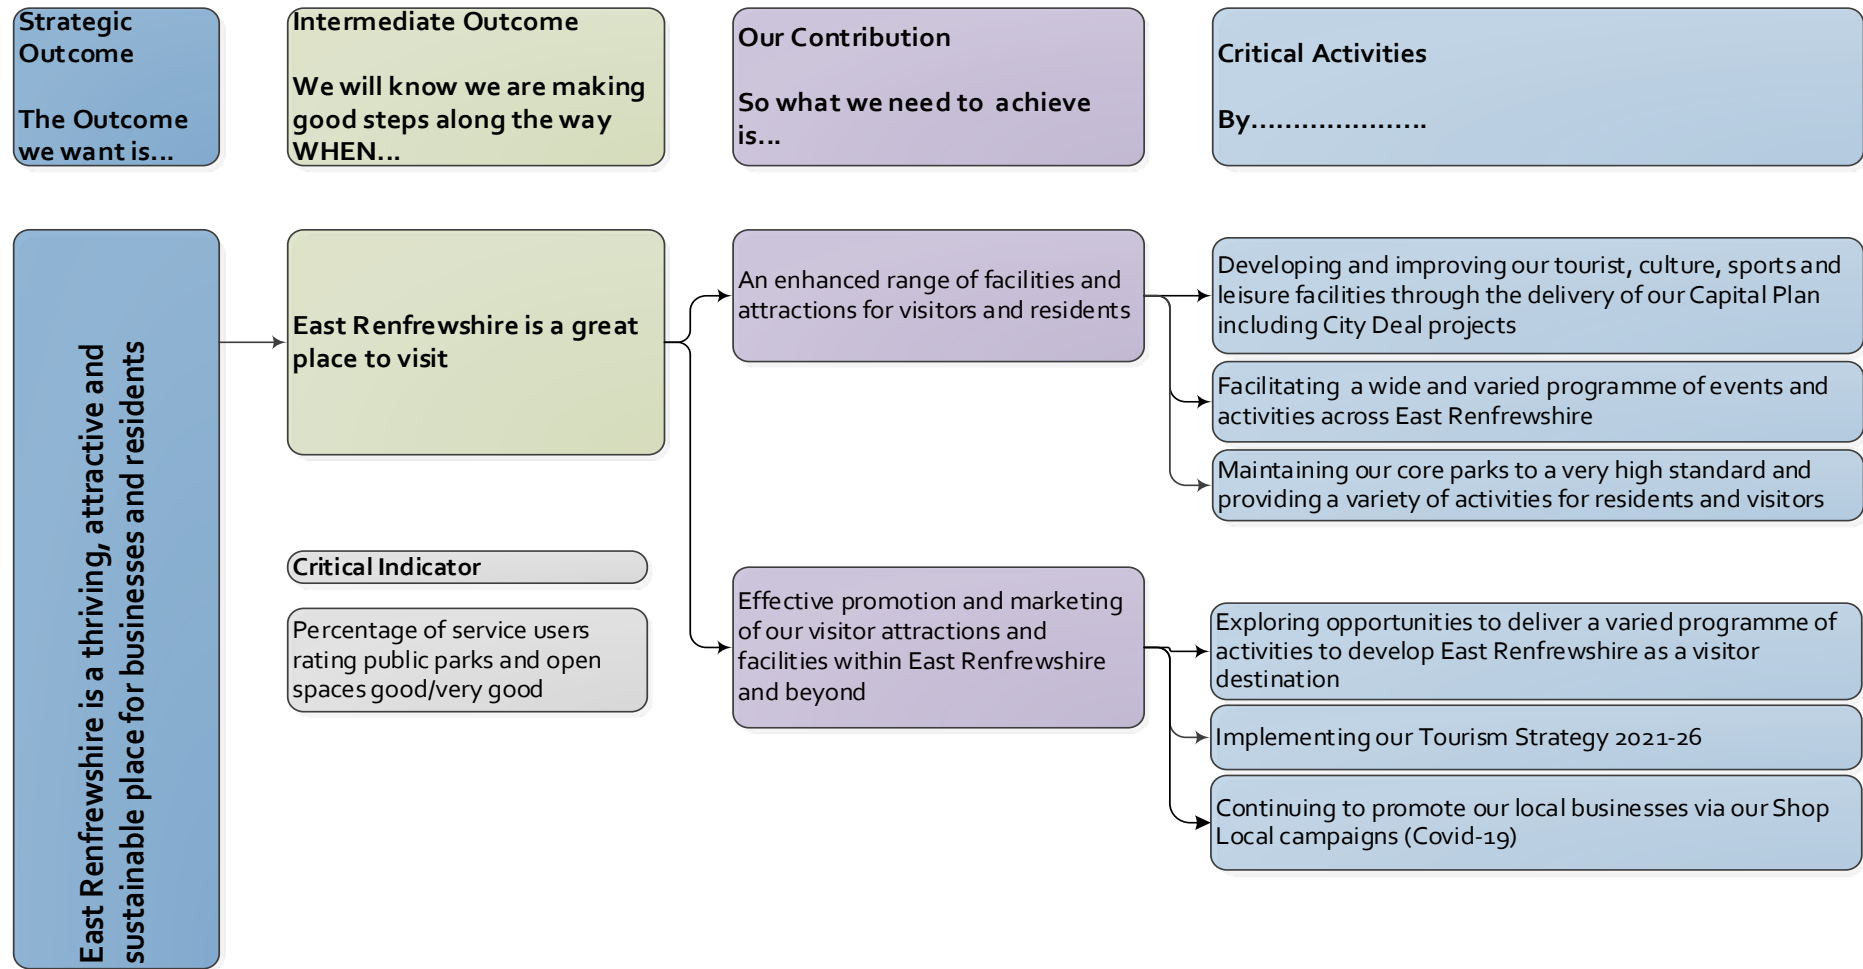 Strategic
Outcome
The Outcome
we want is...
Intermediate Outcome
We will know we are making
good steps along the way
WHEN...
Our Contribution
So what we need to achieve
is...
Critical Activities
By.....................
East Renfrewshire is a thriving, attractive and
sustainable place for businesses and residents
East Renfrewshire is a great
place to visit
Critical Indicator
Percentage of service users
rating public parks and open
spaces good/very good
An enhanced range of facilities and
attractions for visitors and residents
Developing and improving our tourist, culture, sports and
leisure facilities through the delivery of our Capital Plan
including City Deal projects
Facilitating a wide and varied programme of events and
activities across East Renfrewshire
Maintaining our core parks to a very high standard and
providing a variety of activities for residents and visitors
Effective promotion and marketing
of our visitor attractions and
facilities within East Renfrewshire
and beyond
Exploring opportunities to deliver a varied programme of
activities to develop East Renfrewshire as a visitor
destination
Implementing our Tourism Strategy 2021-26
Continuing to promote our local businesses via our Shop
Local campaigns (Covid-19)